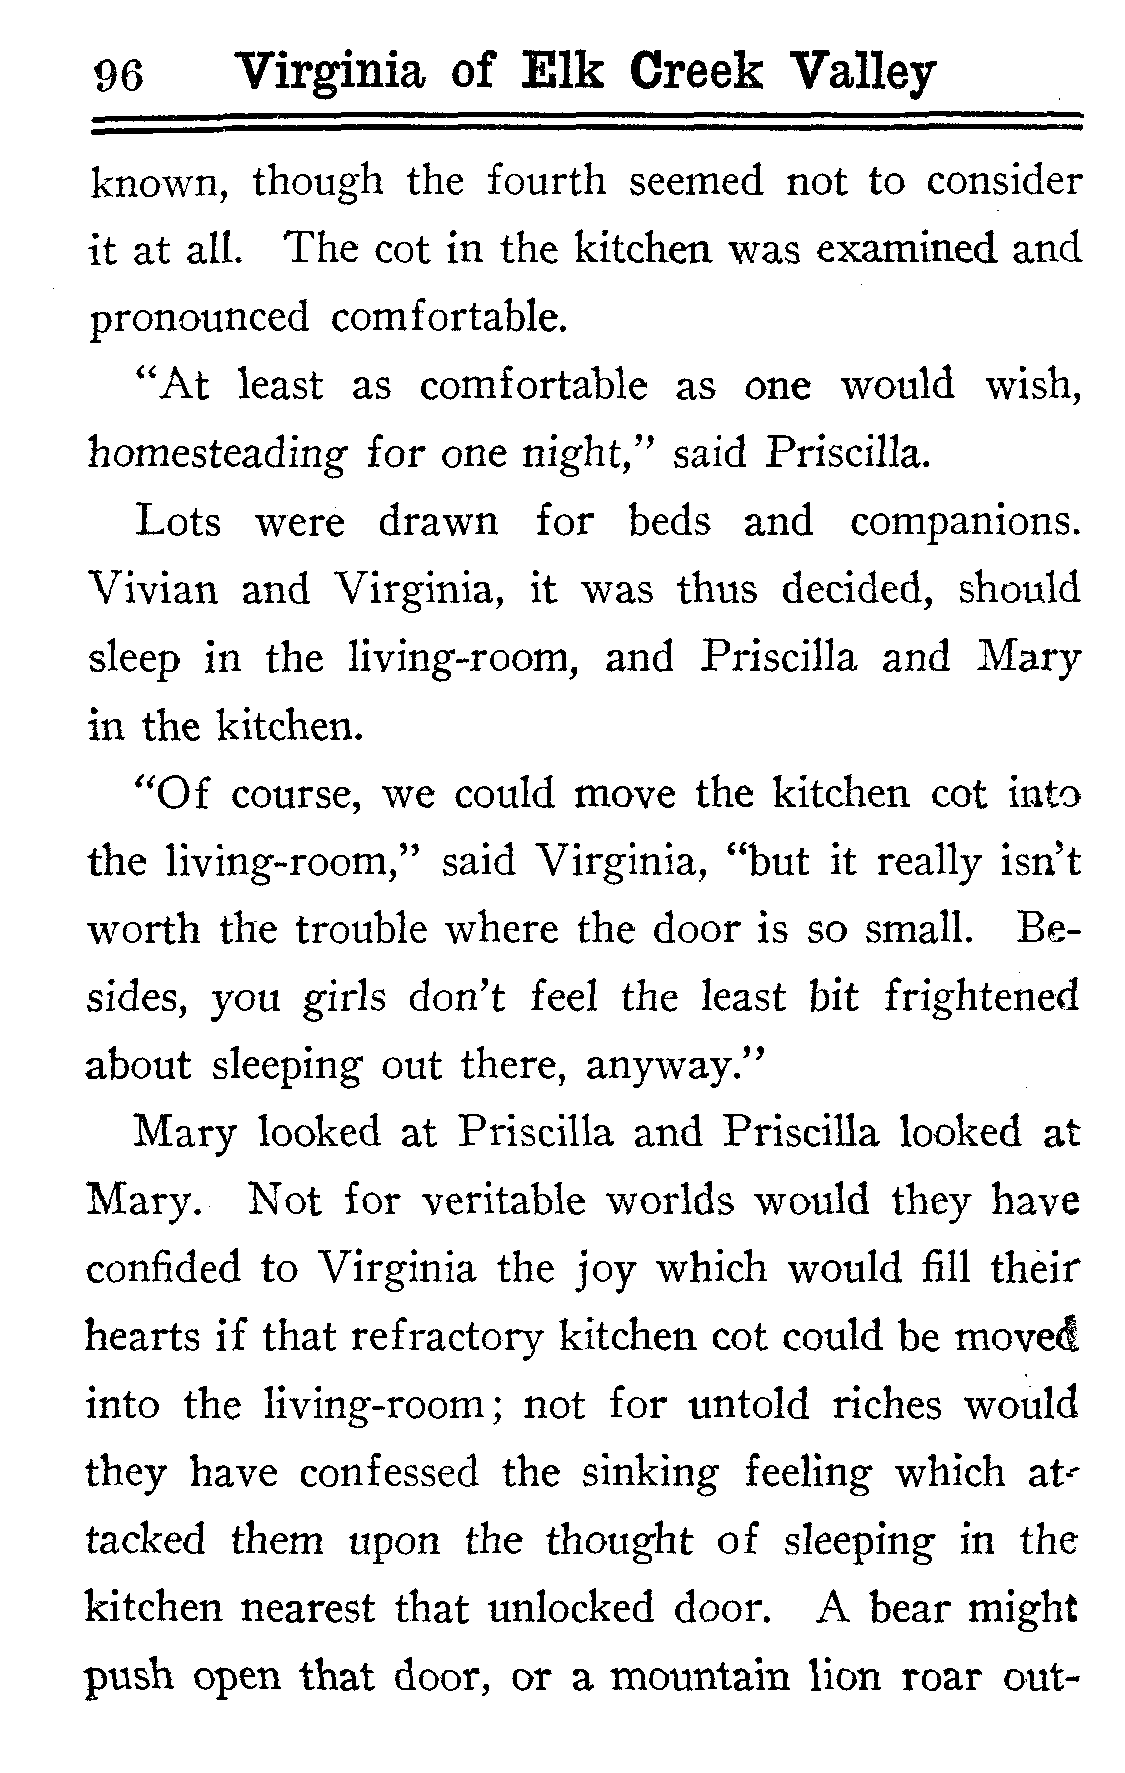 96 Virginia of Elk Creek Valley
known, though the fourth seemed not to consider
it at all. The cot in the kitchen was examined and
pronounced comfortable.
"At least as comfortable as one would wish,
homesteading for one night," said Priscilla.
Lots were drawn for beds and companions.
Vivian and Virginia, it was thus decided, should
sleep in the living-room, and Priscilla and Mary
in the kitchen.
"Of course, we could move the kitchen cot into
the living-room," said Virginia, "but it really isn't
worth the trouble where the door is so small. Be-
sides, you girls don't feel the least bit frightened
about sleeping out there, anyway."
Mary looked at Priscilla and Priscilla looked at
Mary. Not for veritable worlds would they have
confided to Virginia the joy which would fill their
hearts if that refractory kitchen cot could be moved
into the living-room; not for untold riches would
they have confessed the sinking feeling which at-
tacked them upon the thought of sleeping in the
kitchen nearest that unlocked door. A bear might
push open that door, or a mountain lion roar out-